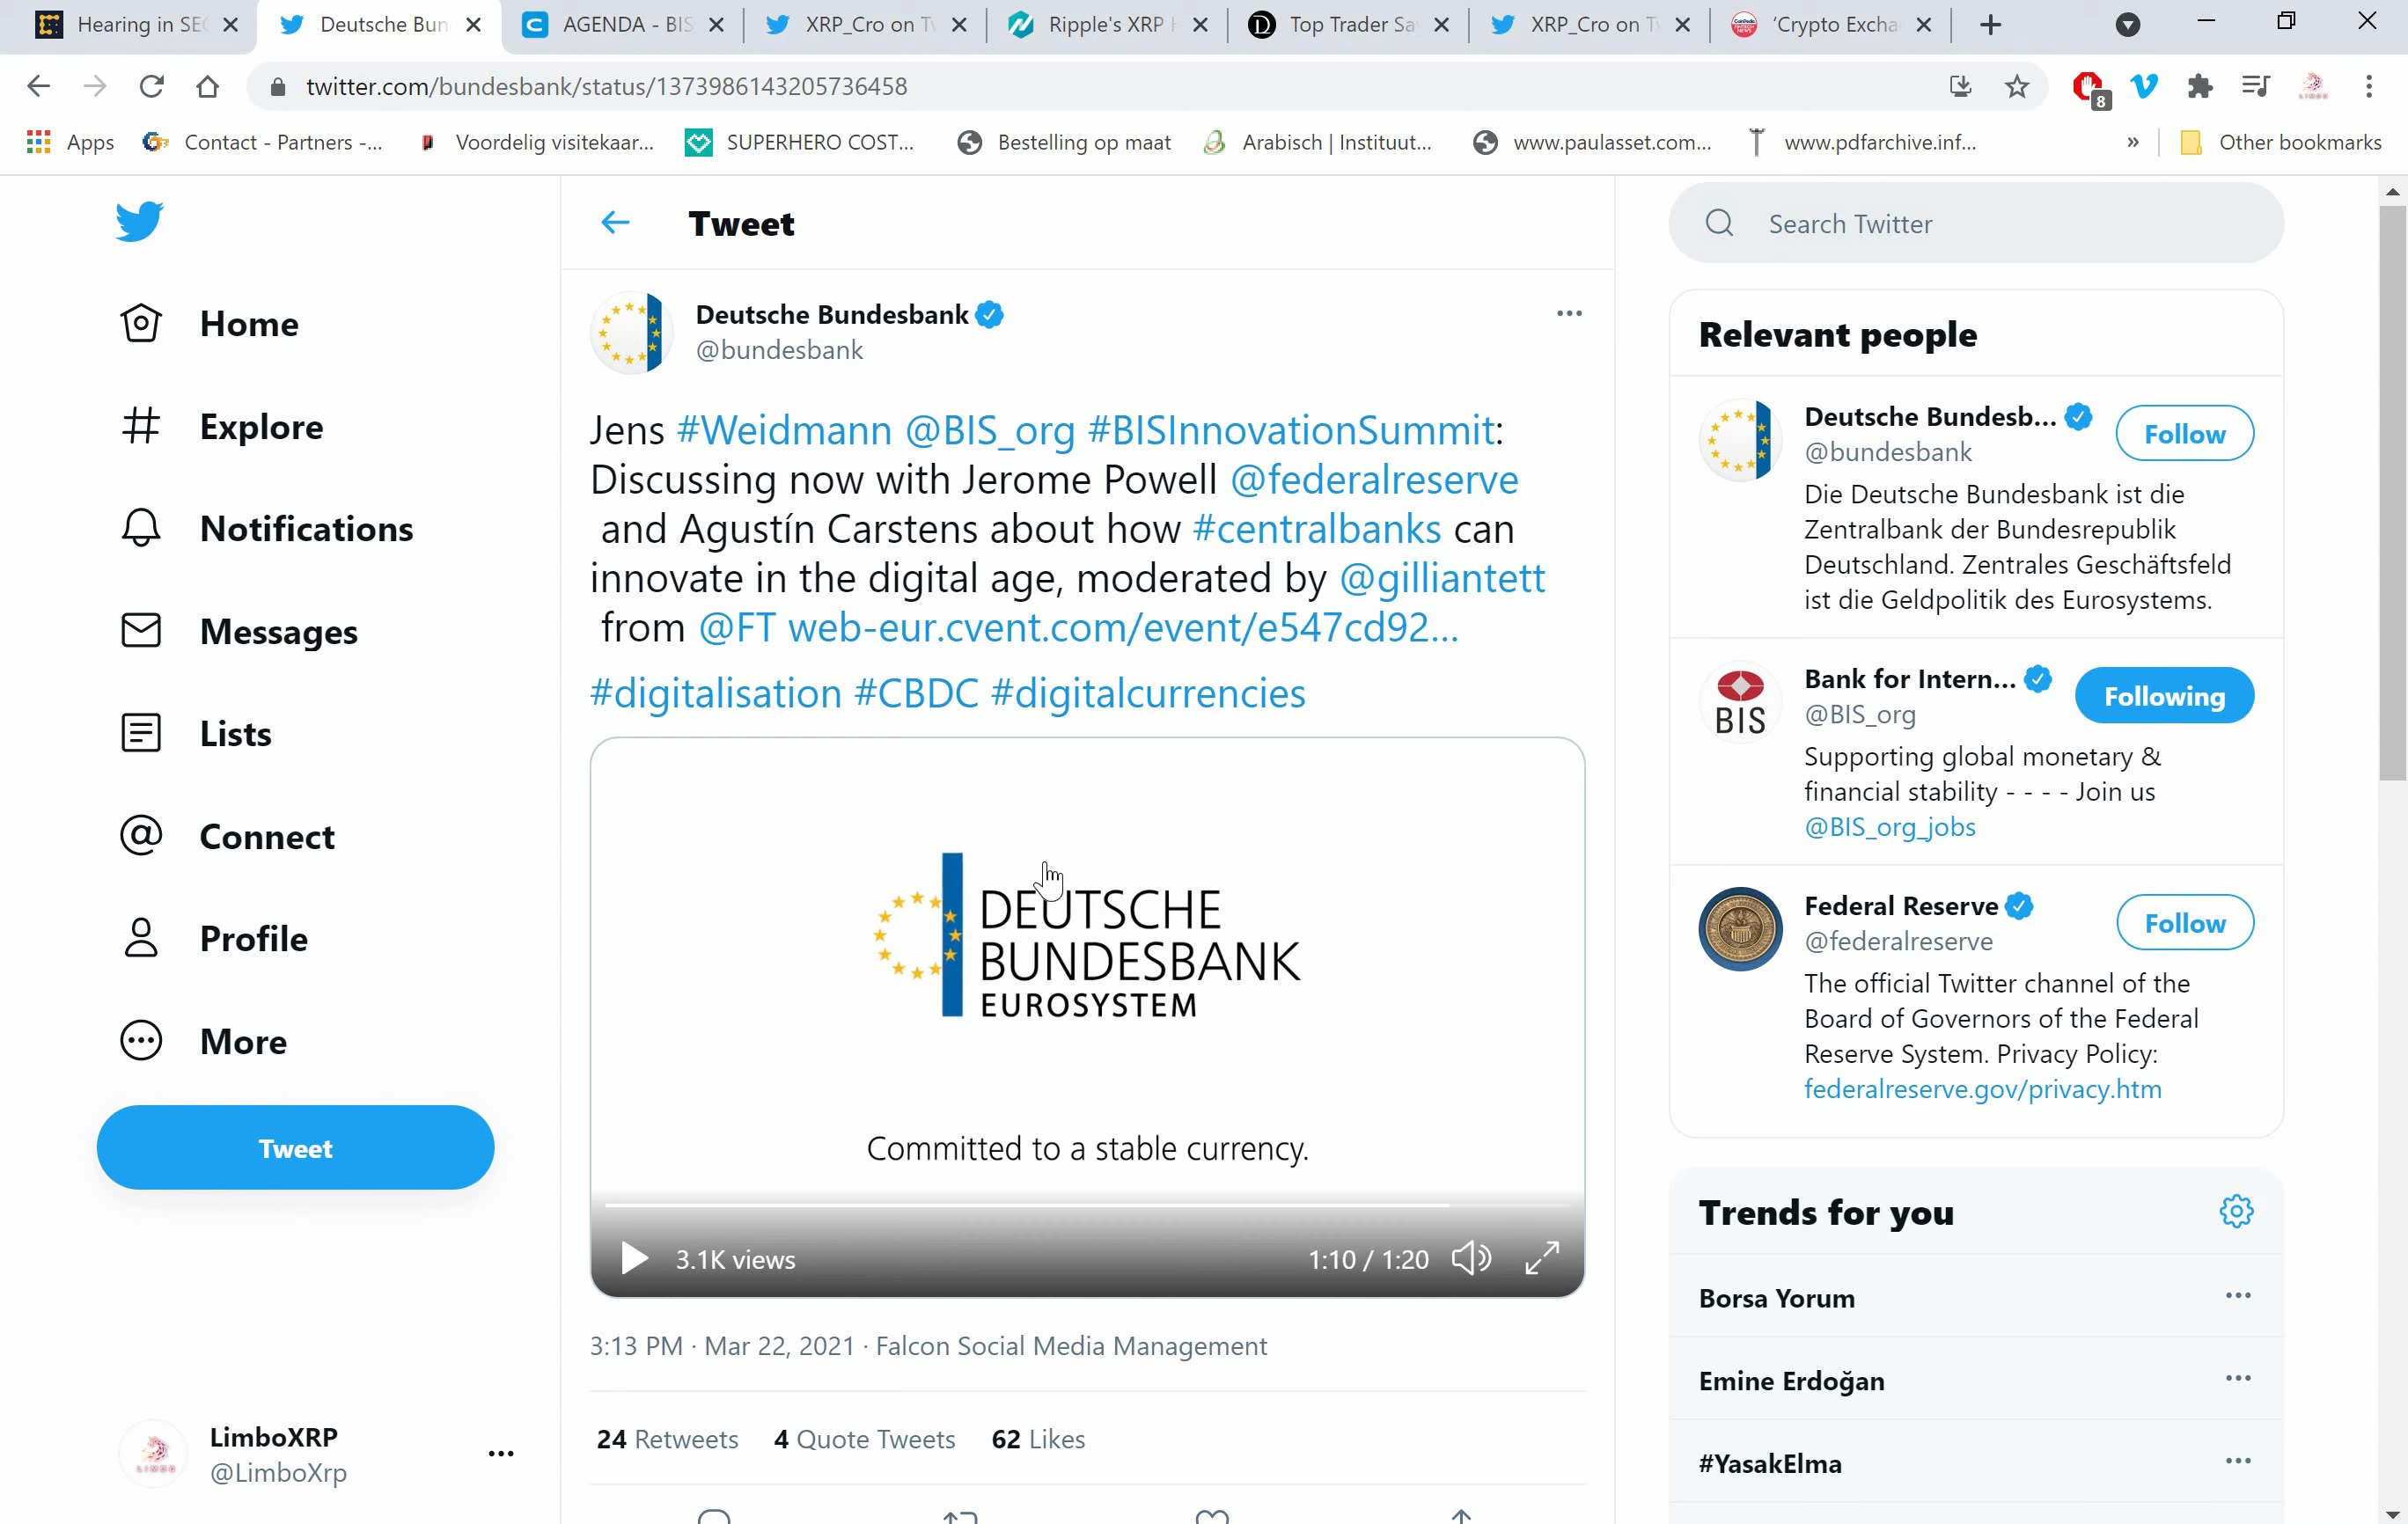 Hearing in SEC
Deutsche Bun
AGENDA - BIS
XRP_Cro on Tw
Ripple's XRP H
Top Trader Sa
XRP_Cro on Tw
'Crypto Excha
twitter.com/bundesbank/status/1373986143205736458
8
Apps
Contact - Partners -...
Voordelig visitekaar...
SUPERHERO COST...
Bestelling op maat
Arabisch | Instituut...
www.paulasset.com...
www.pdfarchive.inf...
»
Other bookmarks
Home
Explore
Notifications
Messages
Lists
Connect
Profile
More
Tweet
LimboXRP
@LimboXrp
Tweet
Deutsche Bundesbank
@bundesbank
Jens #Weidmann @BIS_org #BISInnovationSummit:
Discussing now with Jerome Powell @federalreserve
and Agustín Carstens about how #centralbanks can
innovate in the digital age, moderated by @gilliantett
from @FT web-eur.cvent.com/event/e547cd92...
#digitalisation #CBDC #digitalcurrencies
DEUTSCHE
BUNDESBANK
EUROSYSTEM
Committed to a stable currency.
3.1K views
1:10 / 1:20
3:13 PM · Mar 22, 2021 · Falcon Social Media Management
24 Retweets 4 Quote Tweets 62 Likes
Search Twitter
Relevant people
Deutsche Bundesb...
@bundesbank
Follow
Die Deutsche Bundesbank ist die
Zentralbank der Bundesrepublik
Deutschland. Zentrales Geschäftsfeld
ist die Geldpolitik des Eurosystems.
BIS
Bank for Intern...
@BIS_org
Following
Supporting global monetary &
financial stability - - - - Join us
@BIS_org_jobs
Federal Reserve
@federalreserve
Follow
The official Twitter channel of the
Board of Governors of the Federal
Reserve System. Privacy Policy:
federalreserve.gov/privacy.htm
Trends for you
Borsa Yorum
Emine Erdoğan
#YasakElma